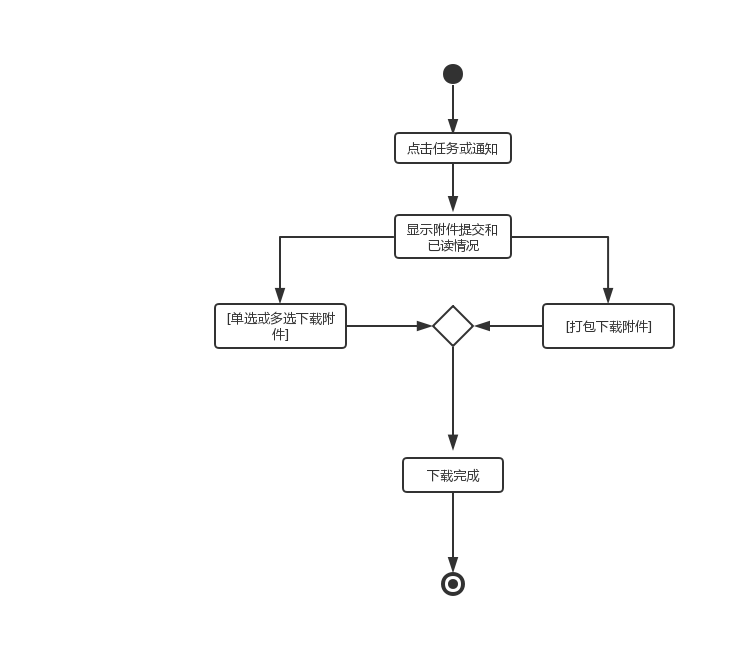 点击任务或通知
显示附件提交和
已读情况
[单选或多选下载附
件]
[打包下载附件]
下载完成